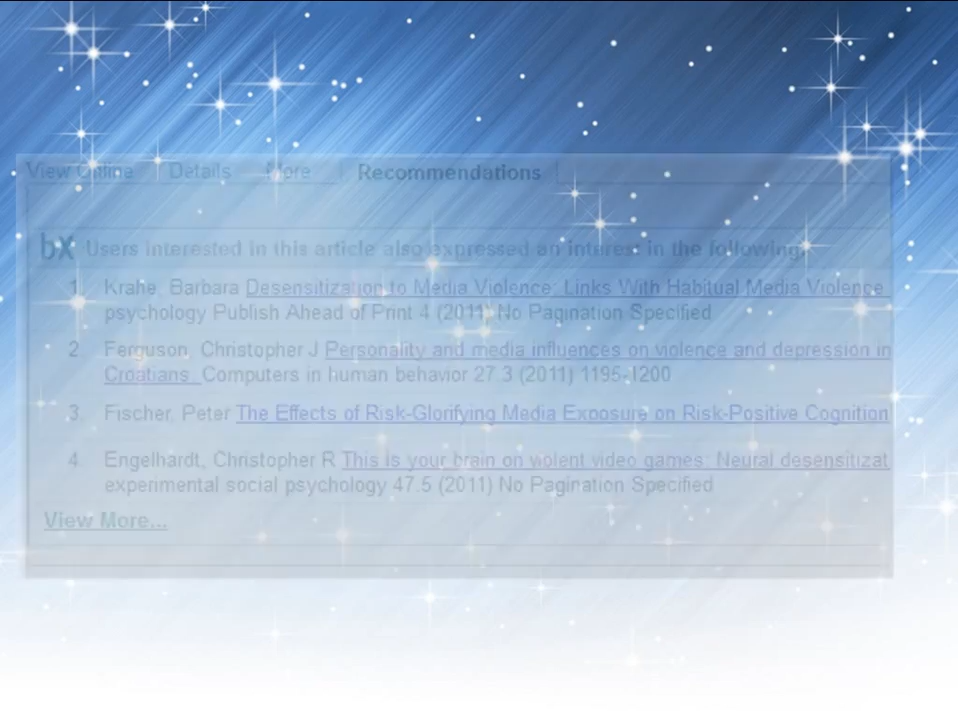 View Online Details More Recommendations
bX Users interested in this article also expressed an interest in the following:
1. Krahe, Barbara Desensitization to Media Violence: Links With Habitual Media Violence
psychology Publish Ahead of Print 4 (2011) No Pagination Specified
2. Ferguson, Christopher J Personality and media influences on violence and depression in
Croatians Computers in human behavior 27.3 (2011) 1195-1200
3. Fischer, Peter The Effects of Risk-Glorifying Media Exposure on Risk-Positive Cognition
4. Engelhardt, Christopher R This is your brain on violent video games: Neural desensitizat
experimental social psychology 47.5 (2011) No Pagination Specified
View More...